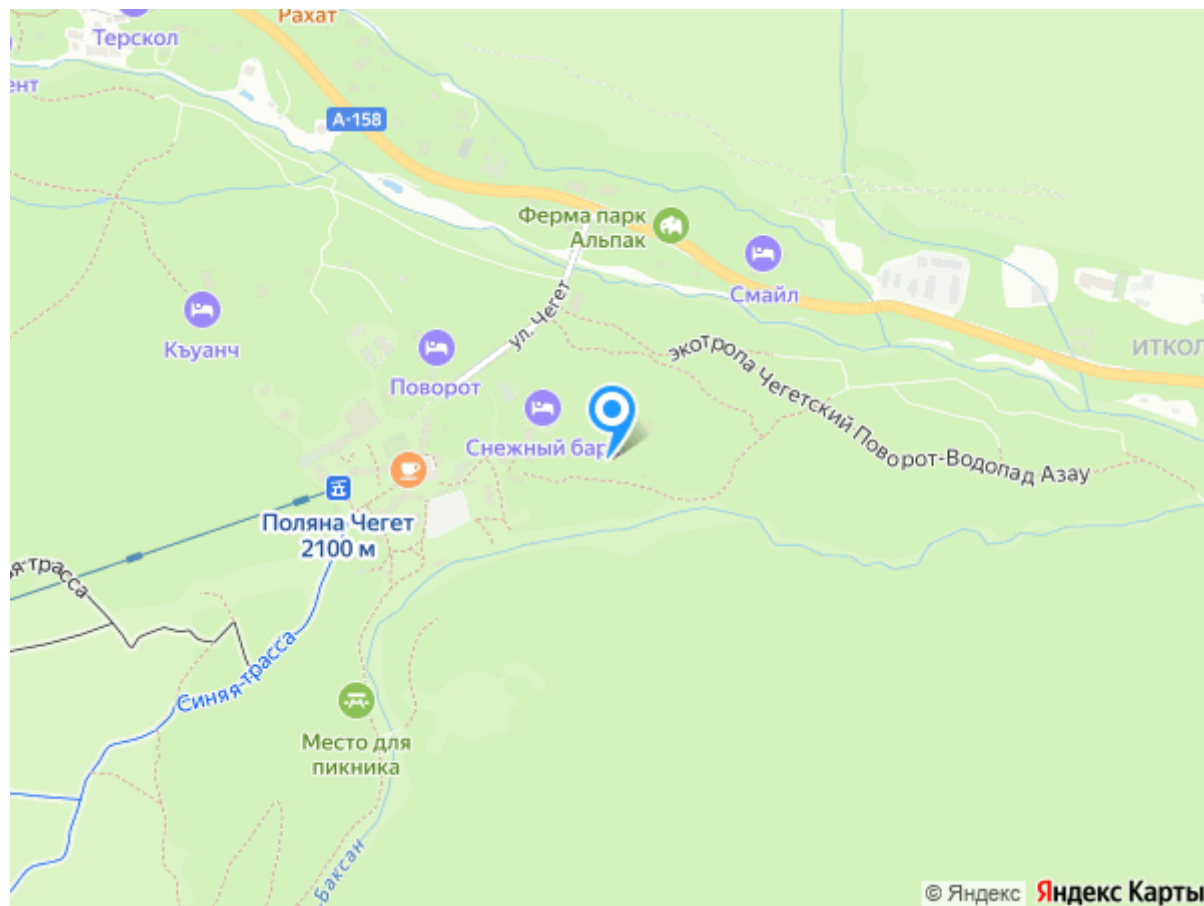 Рахат
Терскол
ент
А-158
Ферма парк
Альпак
Смайл
ул. Чегет
Къуанч
Поворот
экотропа Чегетский Поворот-Водопад Азау
ИТКОЛ
Снежный бар
Поляна Чегет
2100 м
я-трасса
Синяя-трасса
Место для
пикника
Баксан
© Яндекс Яндекс Карты